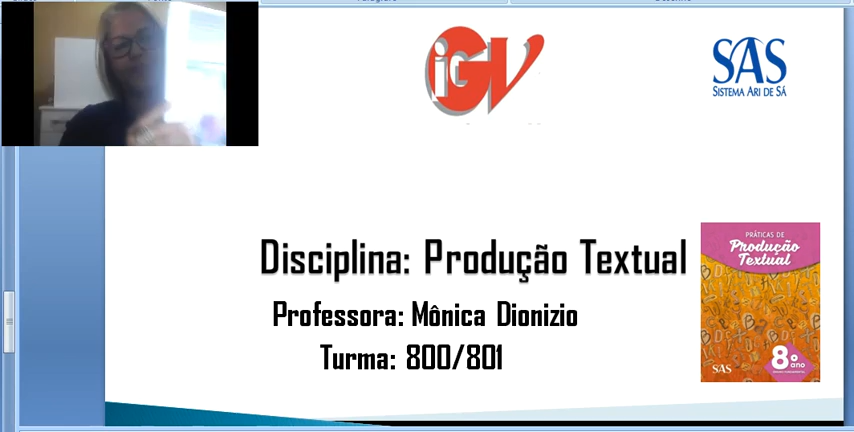 iGV
SAS
SISTEMA ARI DE SÁ
Disciplina: Produção Textual
Professora: Mônica Dionizio
Turma: 800/801
PRÁTICAS DE
Produção
Textual
SAS
8º
ano